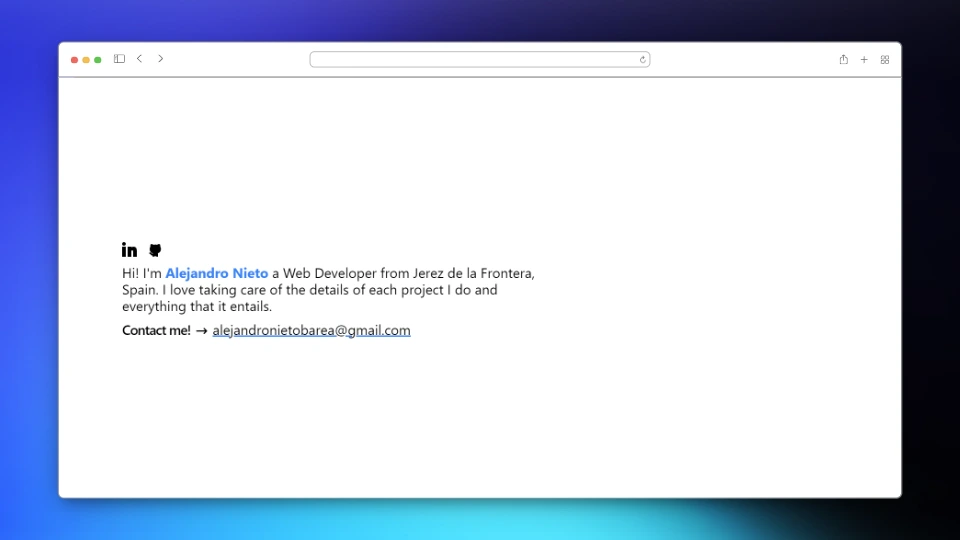 in
Hi! I'm Alejandro Nieto a Web Developer from Jerez de la Frontera,
Spain. I love taking care of the details of each project I do and
everything that it entails.
Contact me! → alejandronietobarea@gmail.com